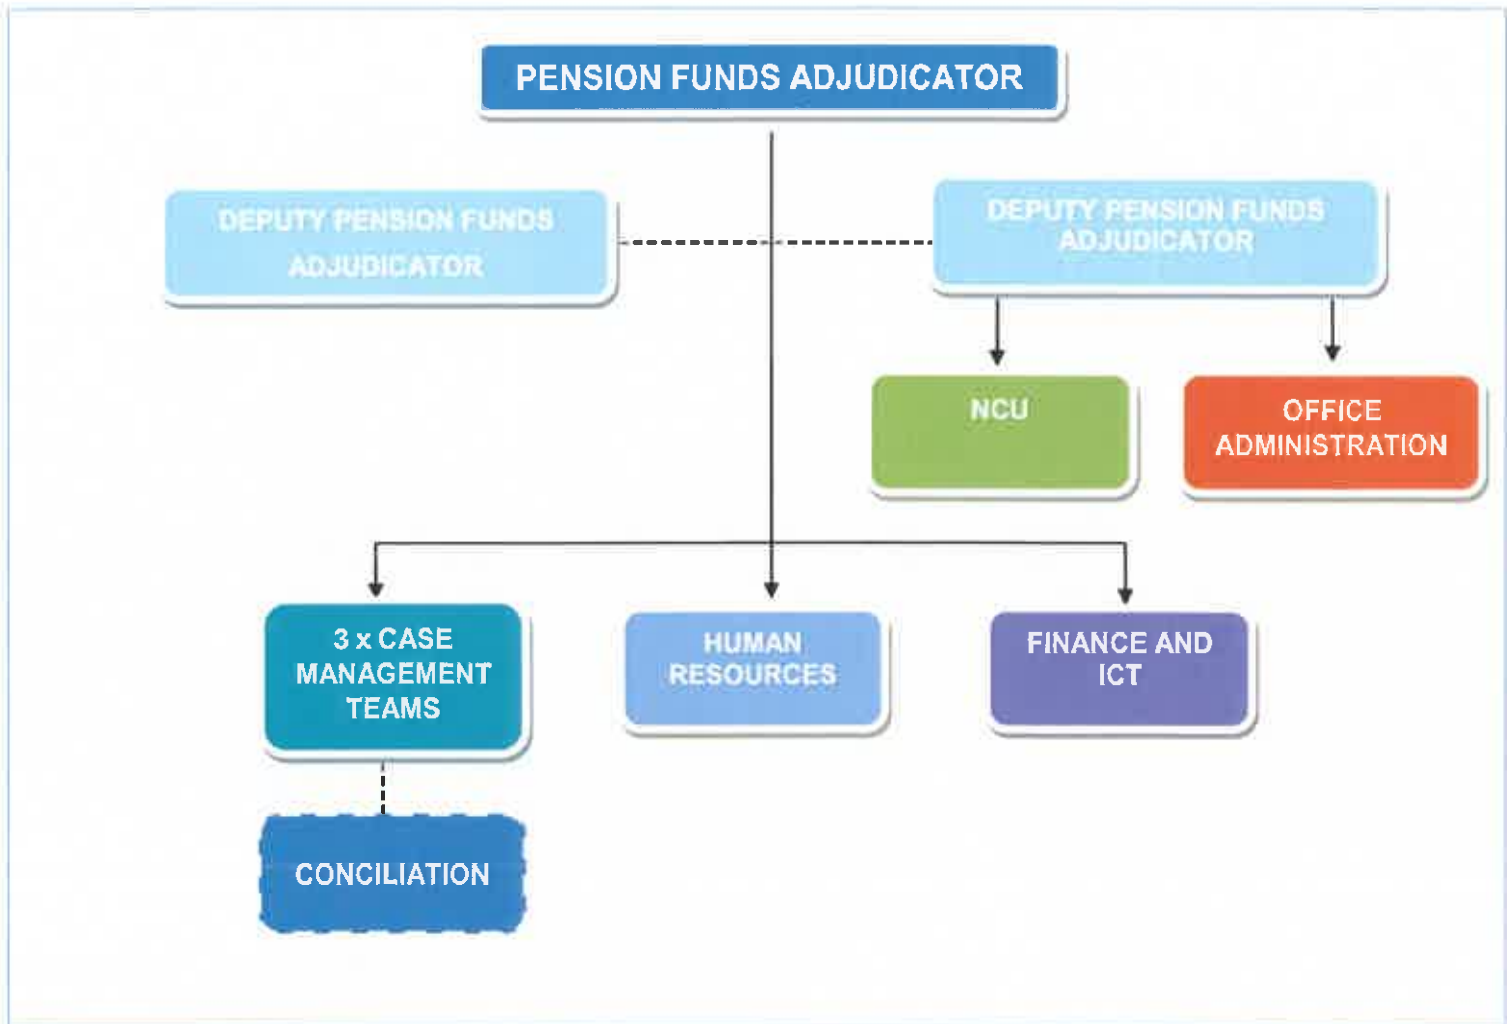 PENSION FUNDS ADJUDICATOR
DEPUTY PENSION FUNDS
ADJUDICATOR
DEPUTY PENSION FUNDS
ADJUDICATOR
NCU
OFFICE
ADMINISTRATION
3 x CASE
MANAGEMENT
TEAMS
HUMAN
RESOURCES
FINANCE AND
ICT
CONCILIATION